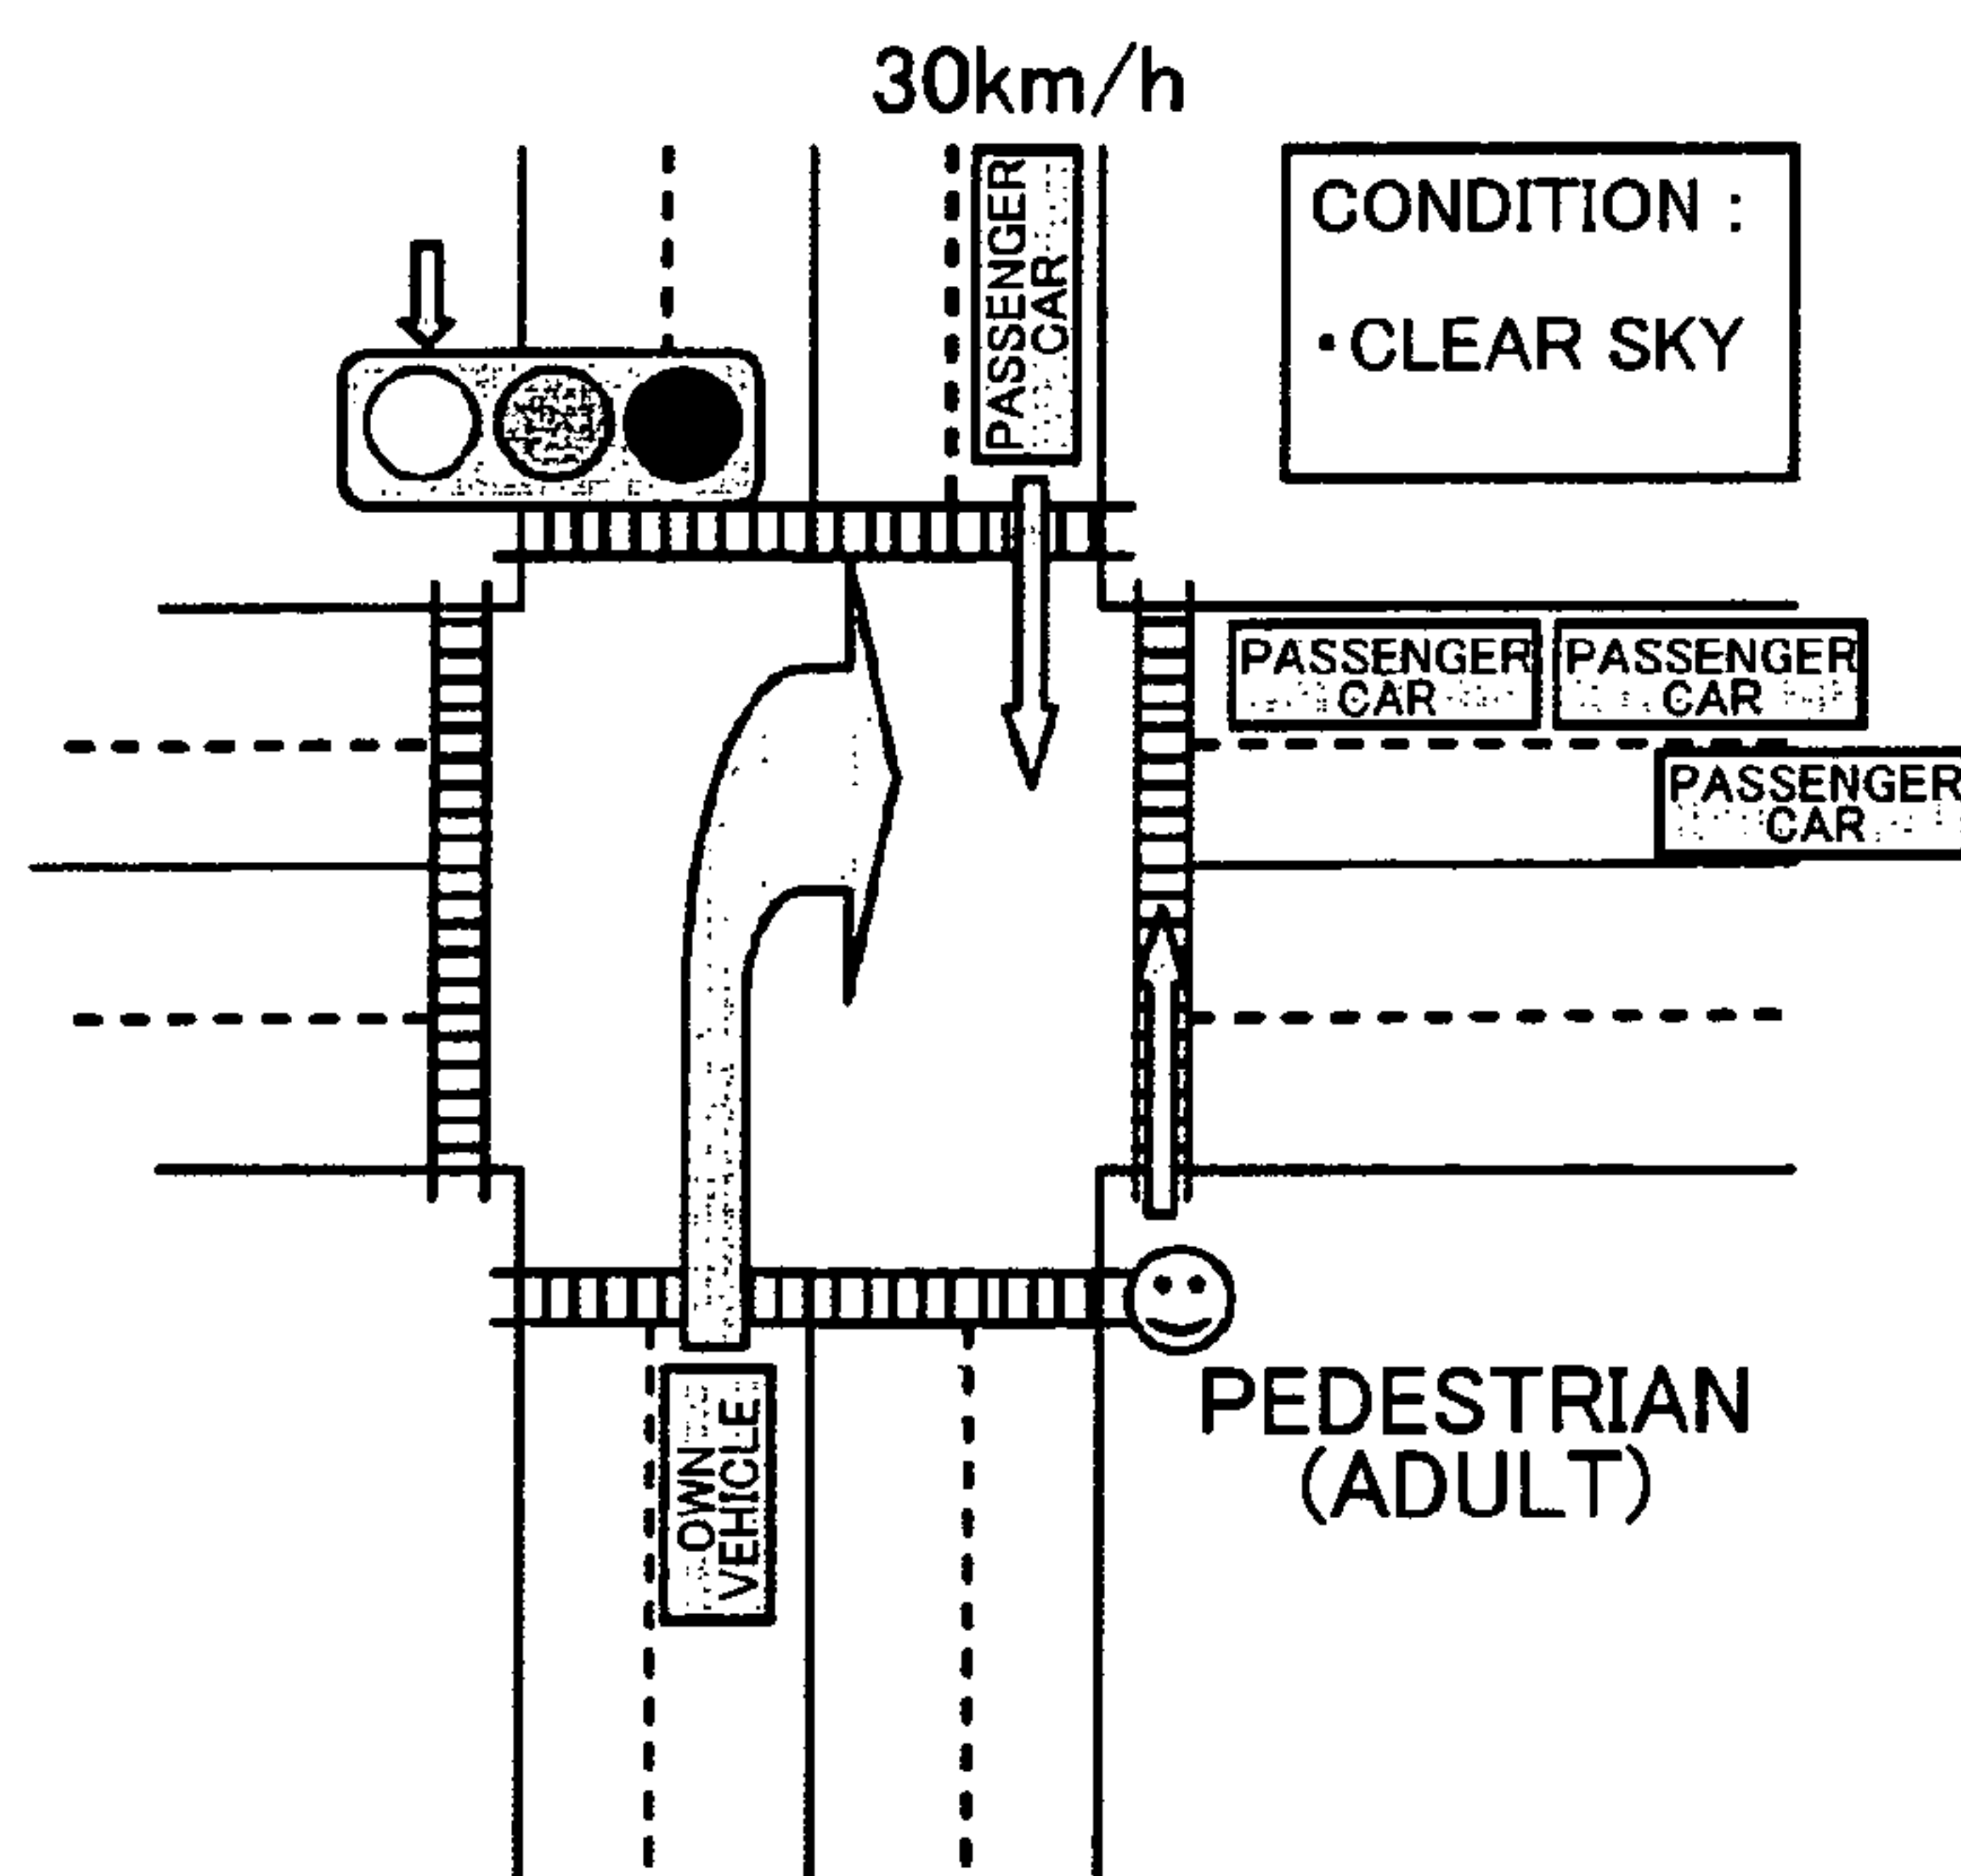 30km/h
PASSENGER
CAR
CONDITION :
・CLEAR SKY
PASSENGER
CAR
PASSENGER
CAR
PASSENGER
CAR
OWN
VEHICLE
PEDESTRIAN
(ADULT)